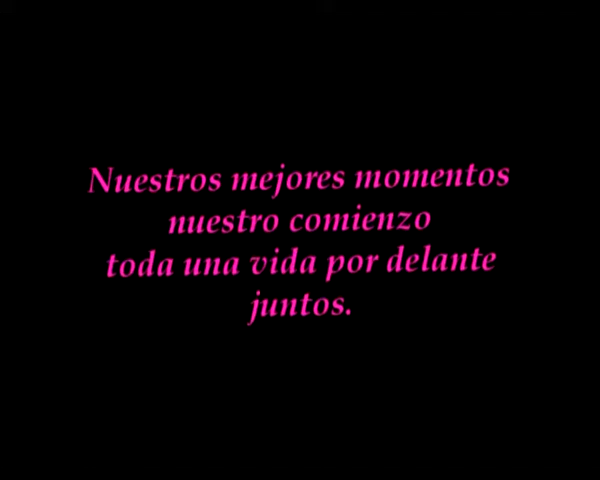 Nuestros mejores momentos
nuestro comienzo
toda una vida por delante
juntos.